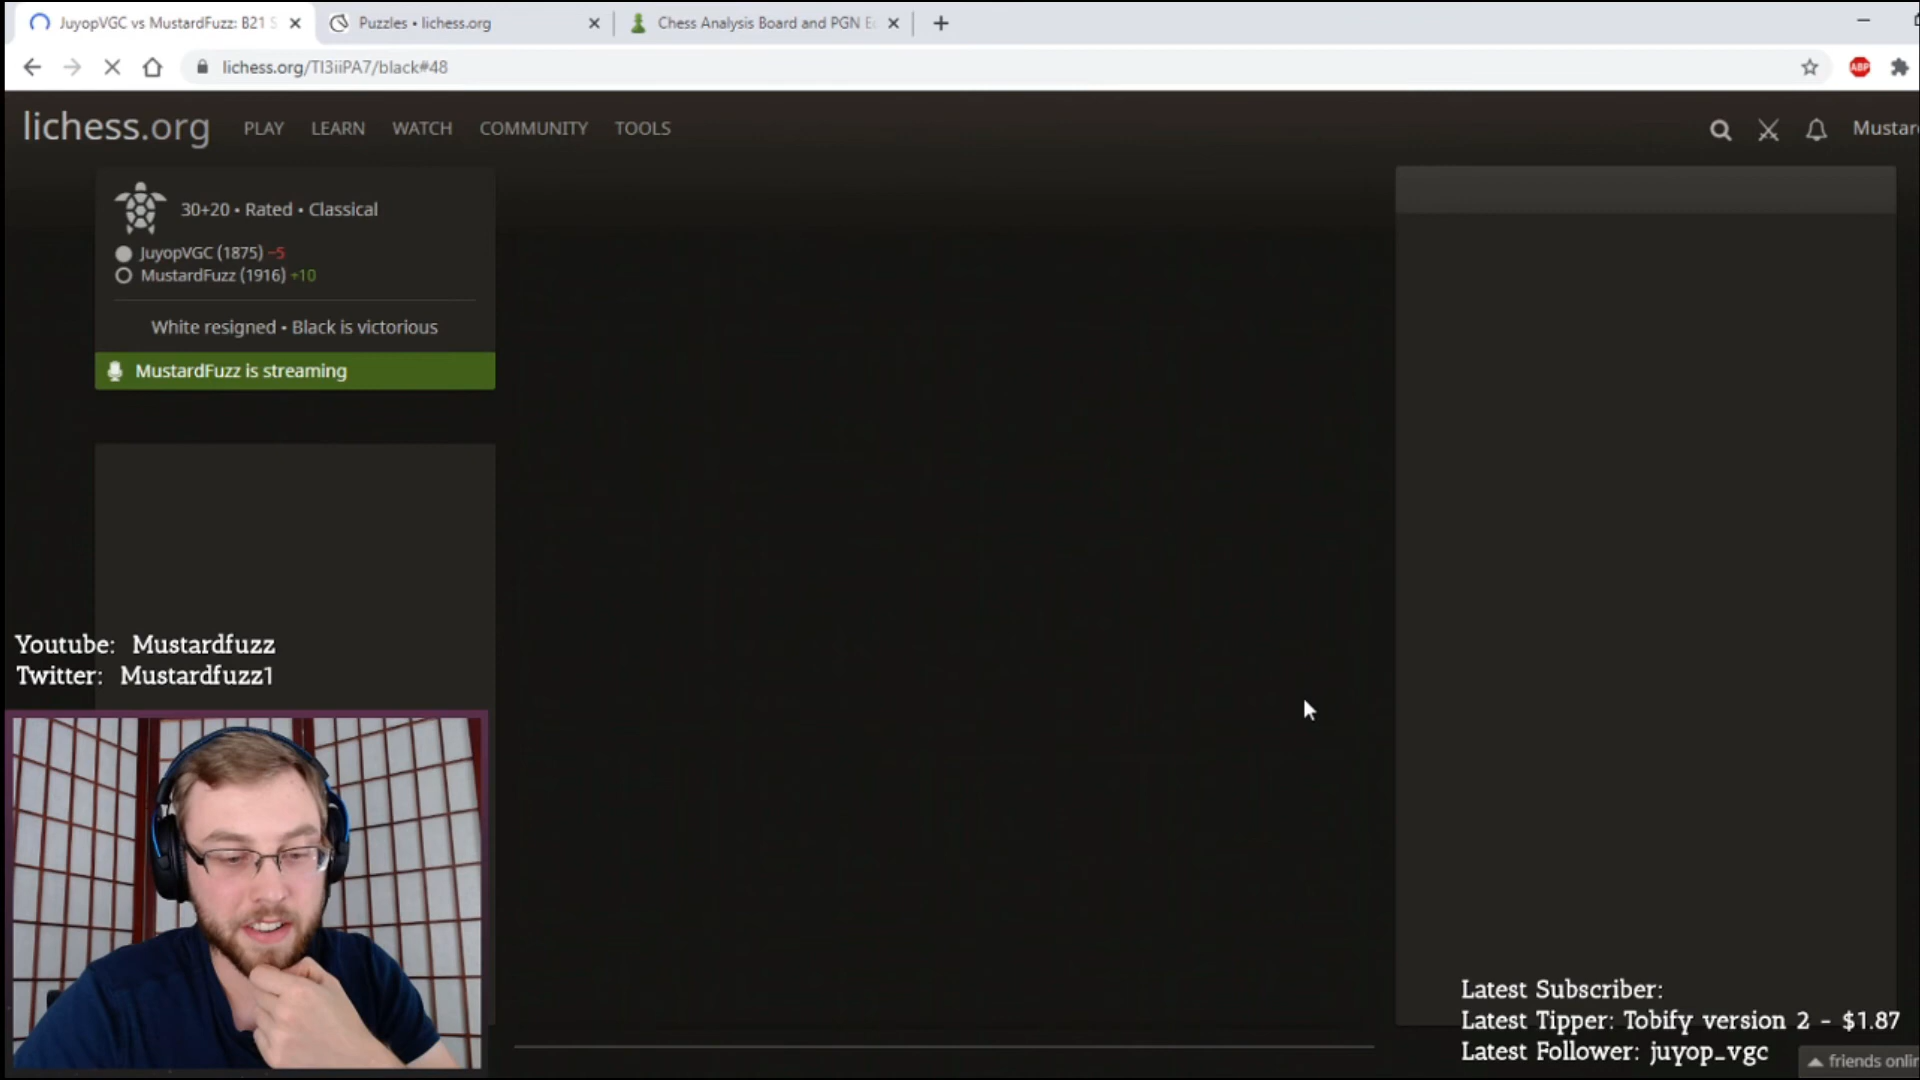 JuyopVGC vs MustardFuzz: B21 S
Puzzles • lichess.org
Chess Analysis Board and PGN E
lichess.org/Tl3iiPA7/black#48
ABP
lichess.org
PLAY
LEARN
WATCH
COMMUNITY
TOOLS
Mustar
30+20 • Rated • Classical
JuyopVGC (1875) −5
MustardFuzz (1916) +10
White resigned • Black is victorious
MustardFuzz is streaming
Youtube: Mustardfuzz
Twitter: Mustardfuzz1
Latest Subscriber:
Latest Tipper: Tobify version 2 - $1.87
Latest Follower: juyop_vgc
friends onlin